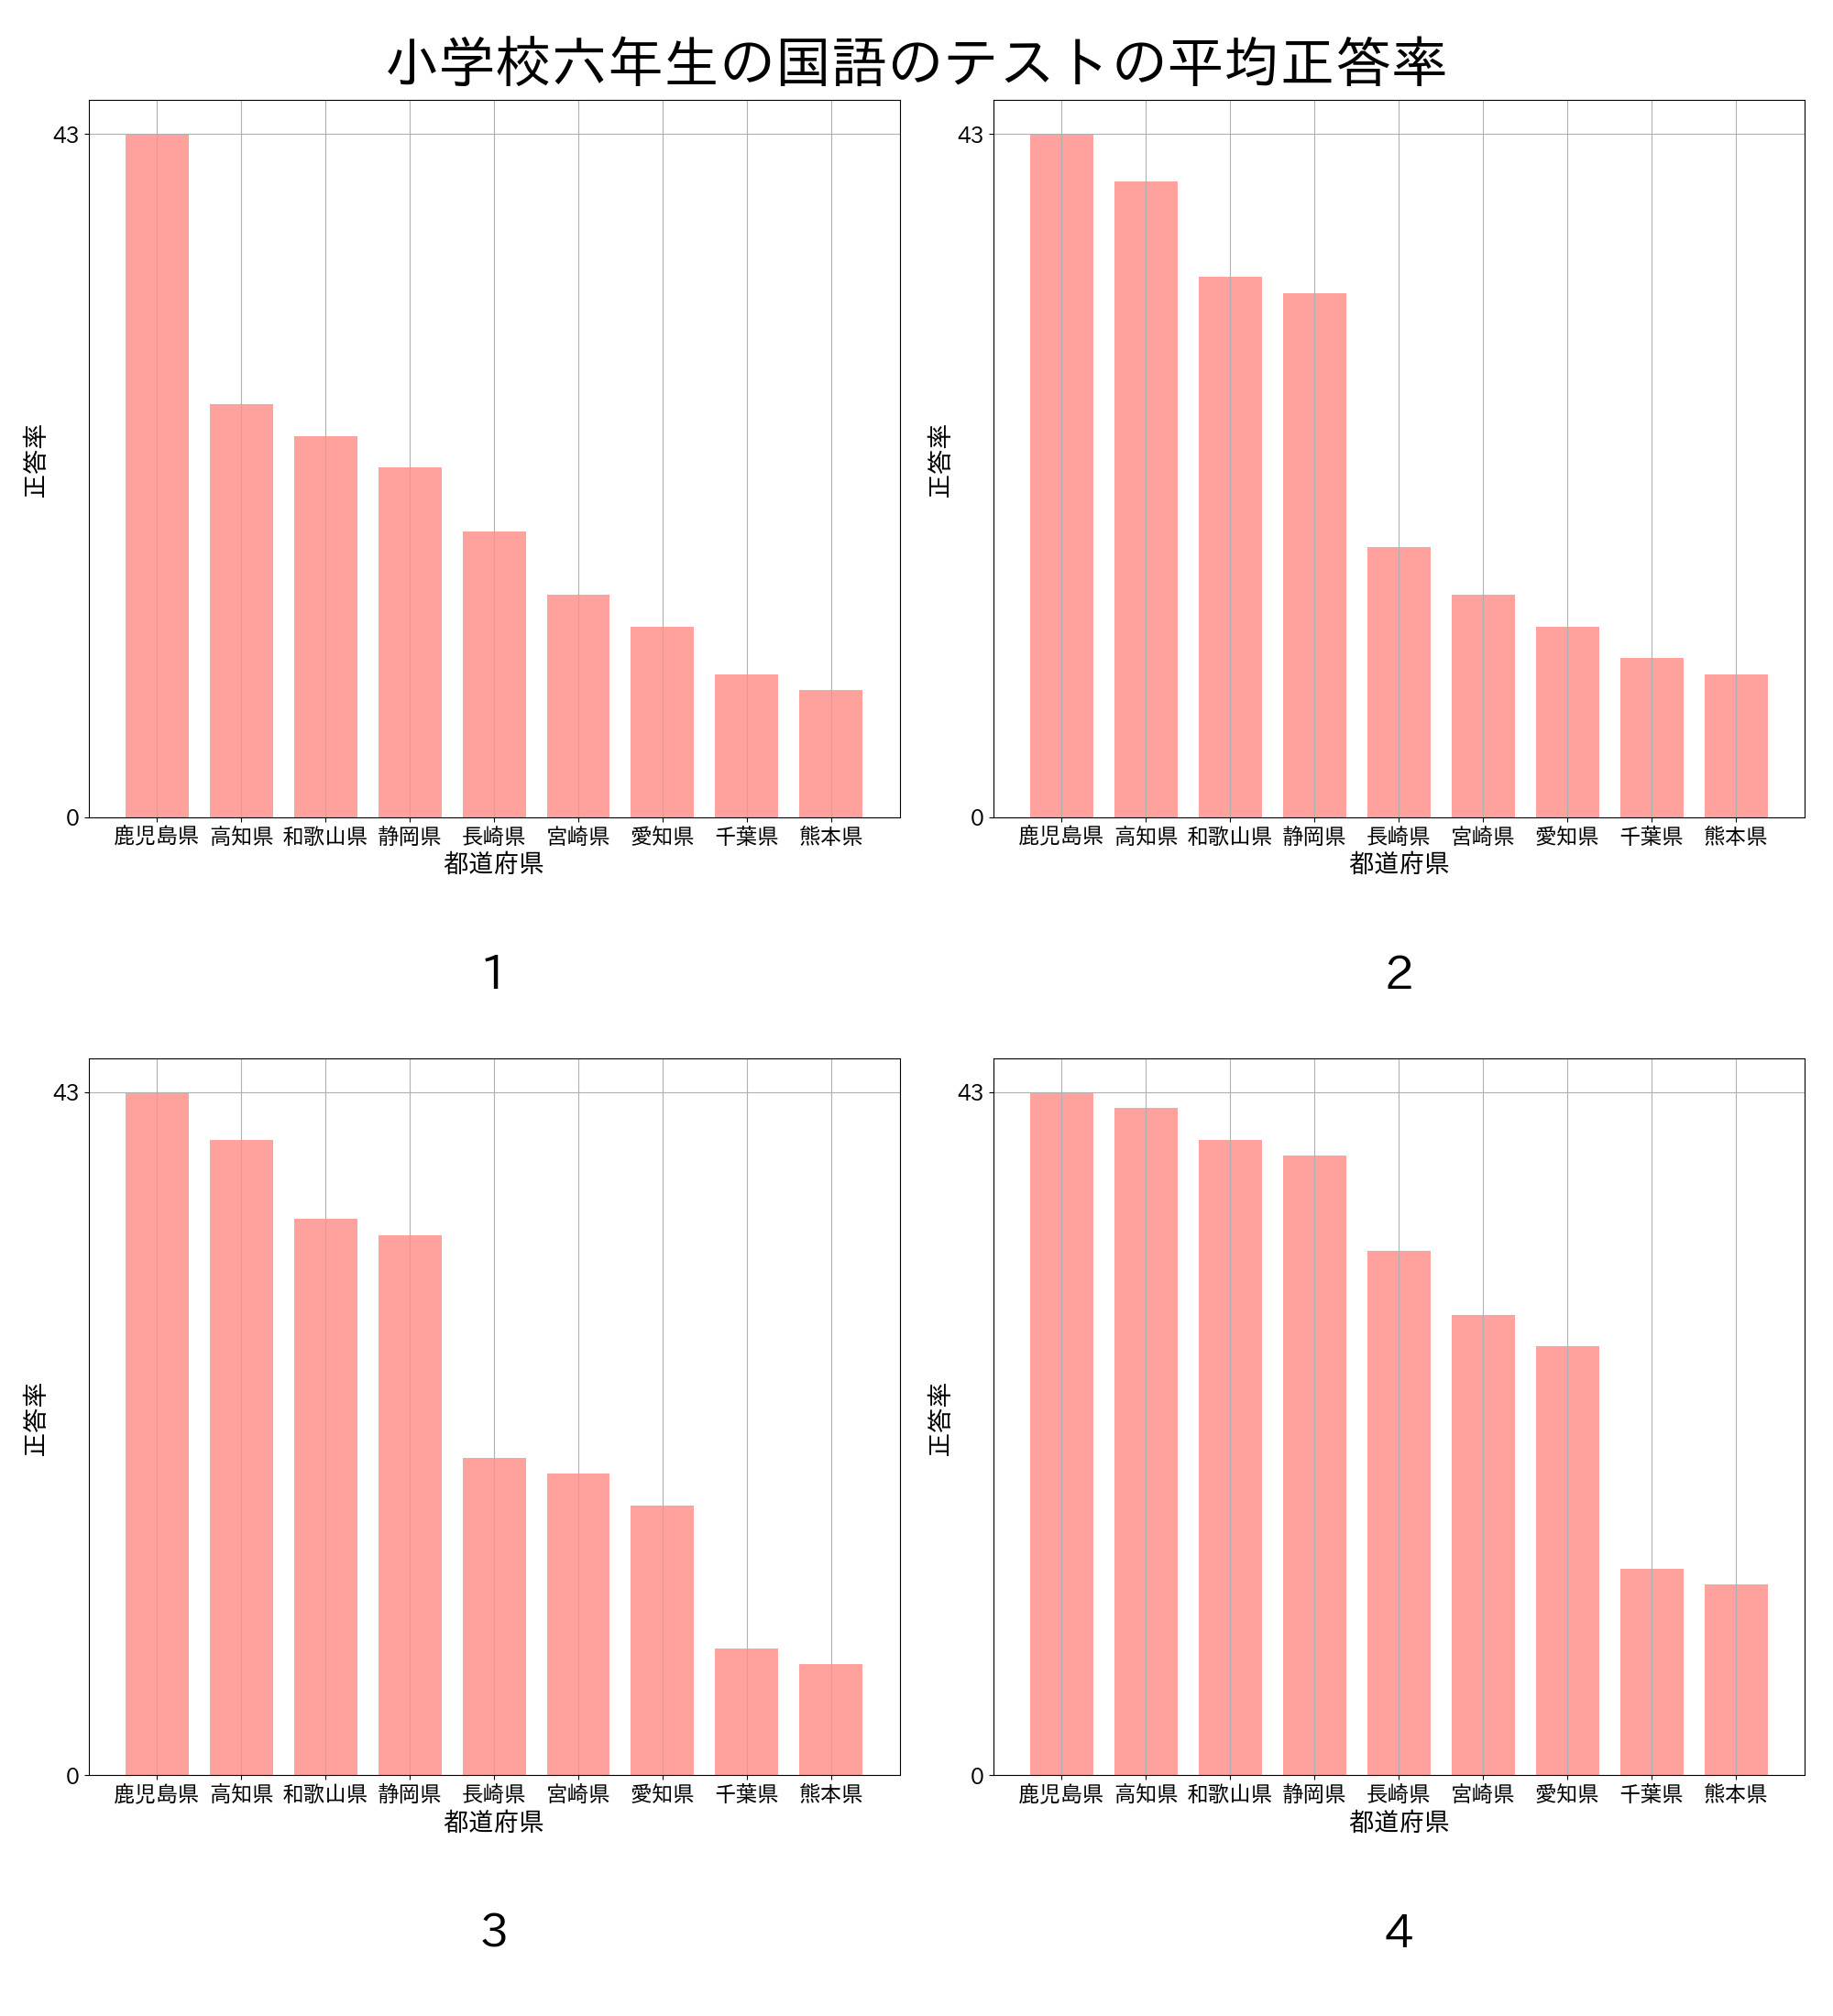 小学校六年生の国語のテストの平均正答率
43
0
正答率
鹿児島県 高知県 和歌山県 静岡県 長崎県 宮崎県 愛知県 千葉県 熊本県
都道府県
1
43
0
正答率
鹿児島県 高知県 和歌山県 静岡県 長崎県 宮崎県 愛知県 千葉県 熊本県
都道府県
2
43
0
正答率
鹿児島県 高知県 和歌山県 静岡県 長崎県 宮崎県 愛知県 千葉県 熊本県
都道府県
3
43
0
正答率
鹿児島県 高知県 和歌山県 静岡県 長崎県 宮崎県 愛知県 千葉県 熊本県
都道府県
4